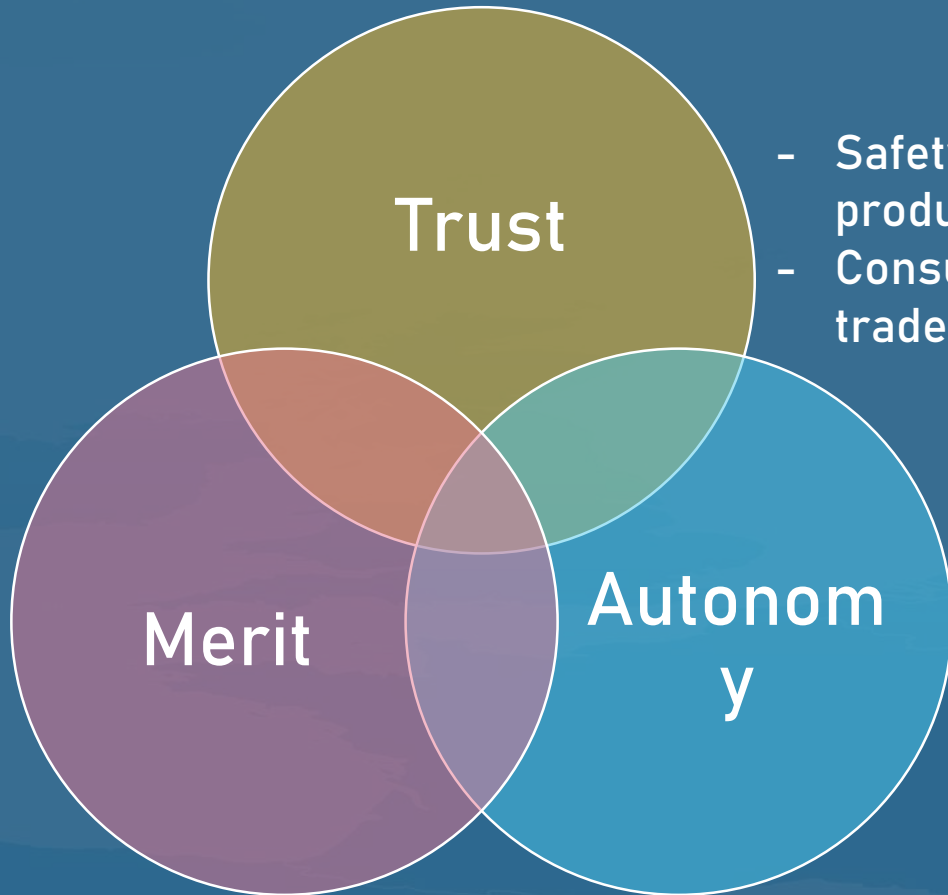 Trust
- Safet
produ
- Consu
trade
Merit
Autonom
y